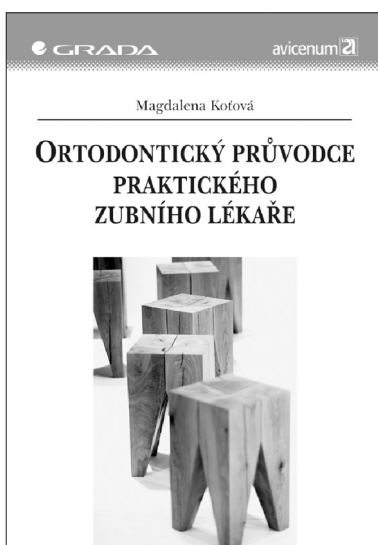 GRADA
avicenum a
Magdalena Koťová
ORTODONTICKÝ PRŮVODCE
PRAKTICKÉHO
ZUBNÍHO LÉKAŘE